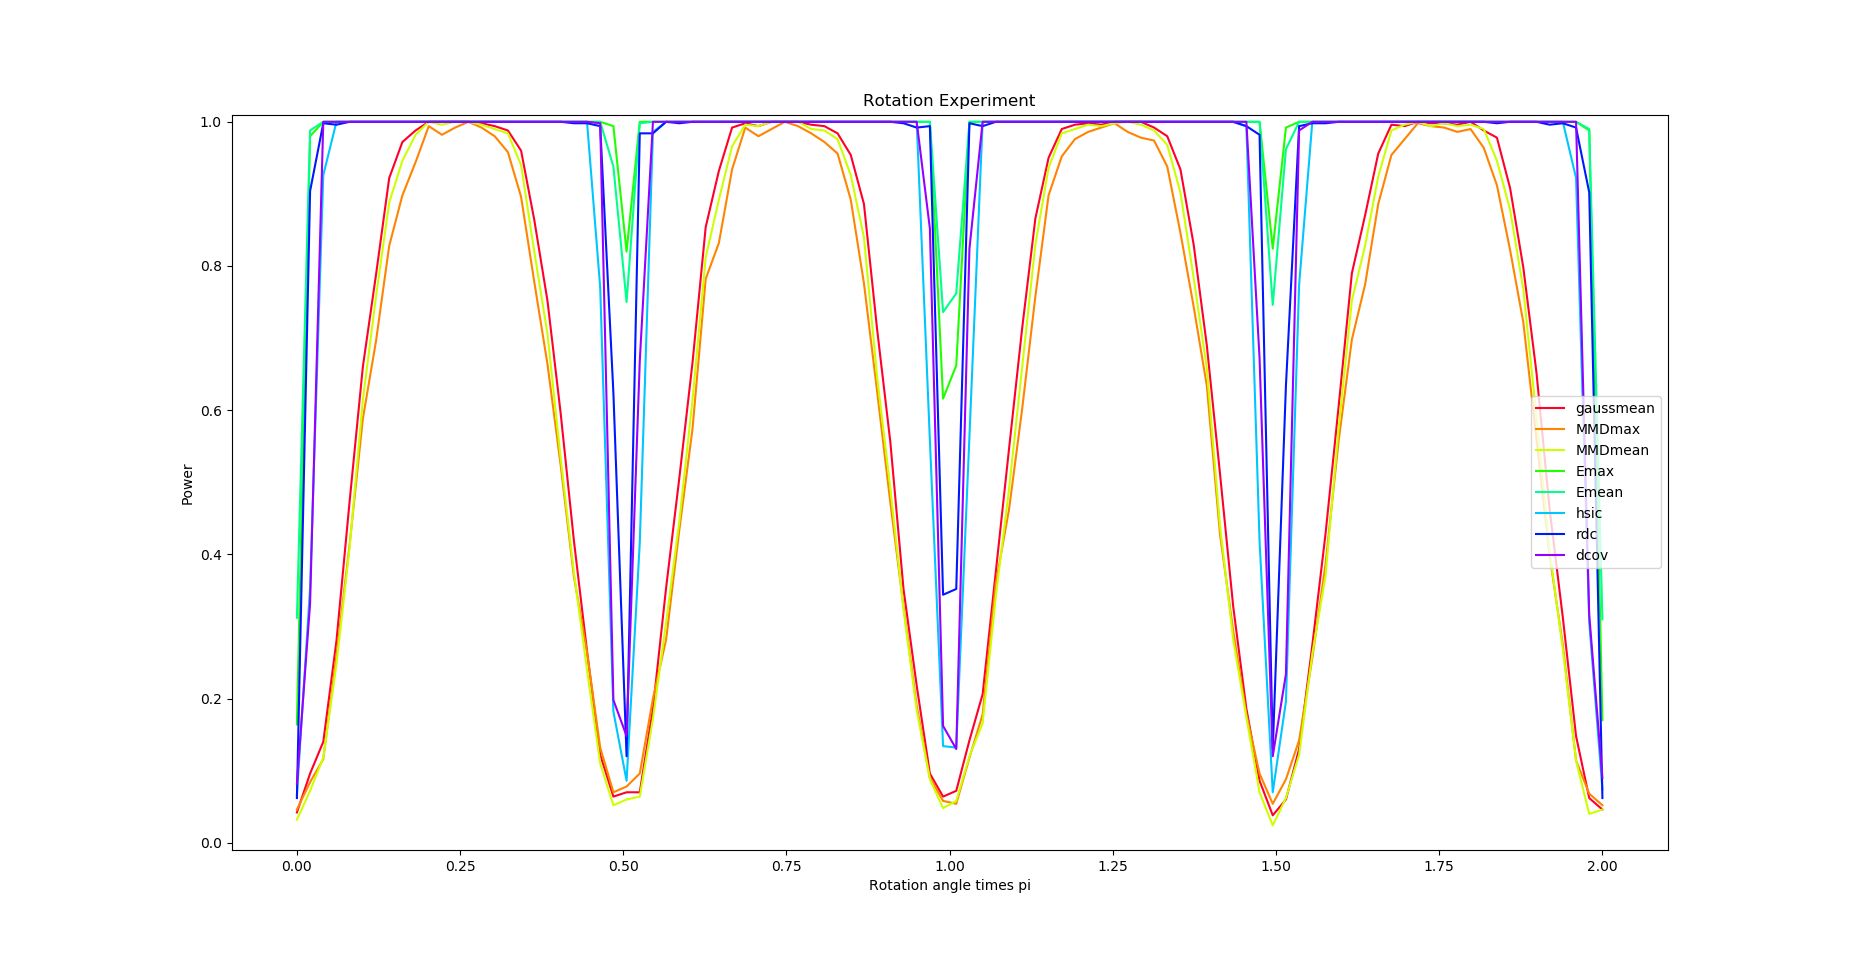 Rotation Experiment
Power
1.0
0.8
0.6
0.4
0.2
0.0
gaussmean
MMDmax
MMDmean
Emax
Emean
hsic
rdc
dcov
0.00 0.25 0.50 0.75 1.00 1.25 1.50 1.75 2.00
Rotation angle times pi